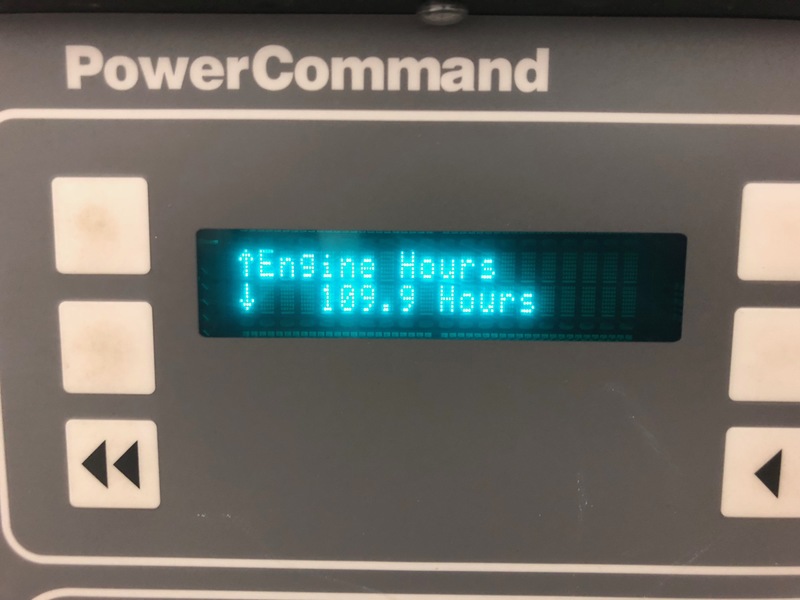 PowerCommand
↑Engine Hours
↓ 109.9 Hours